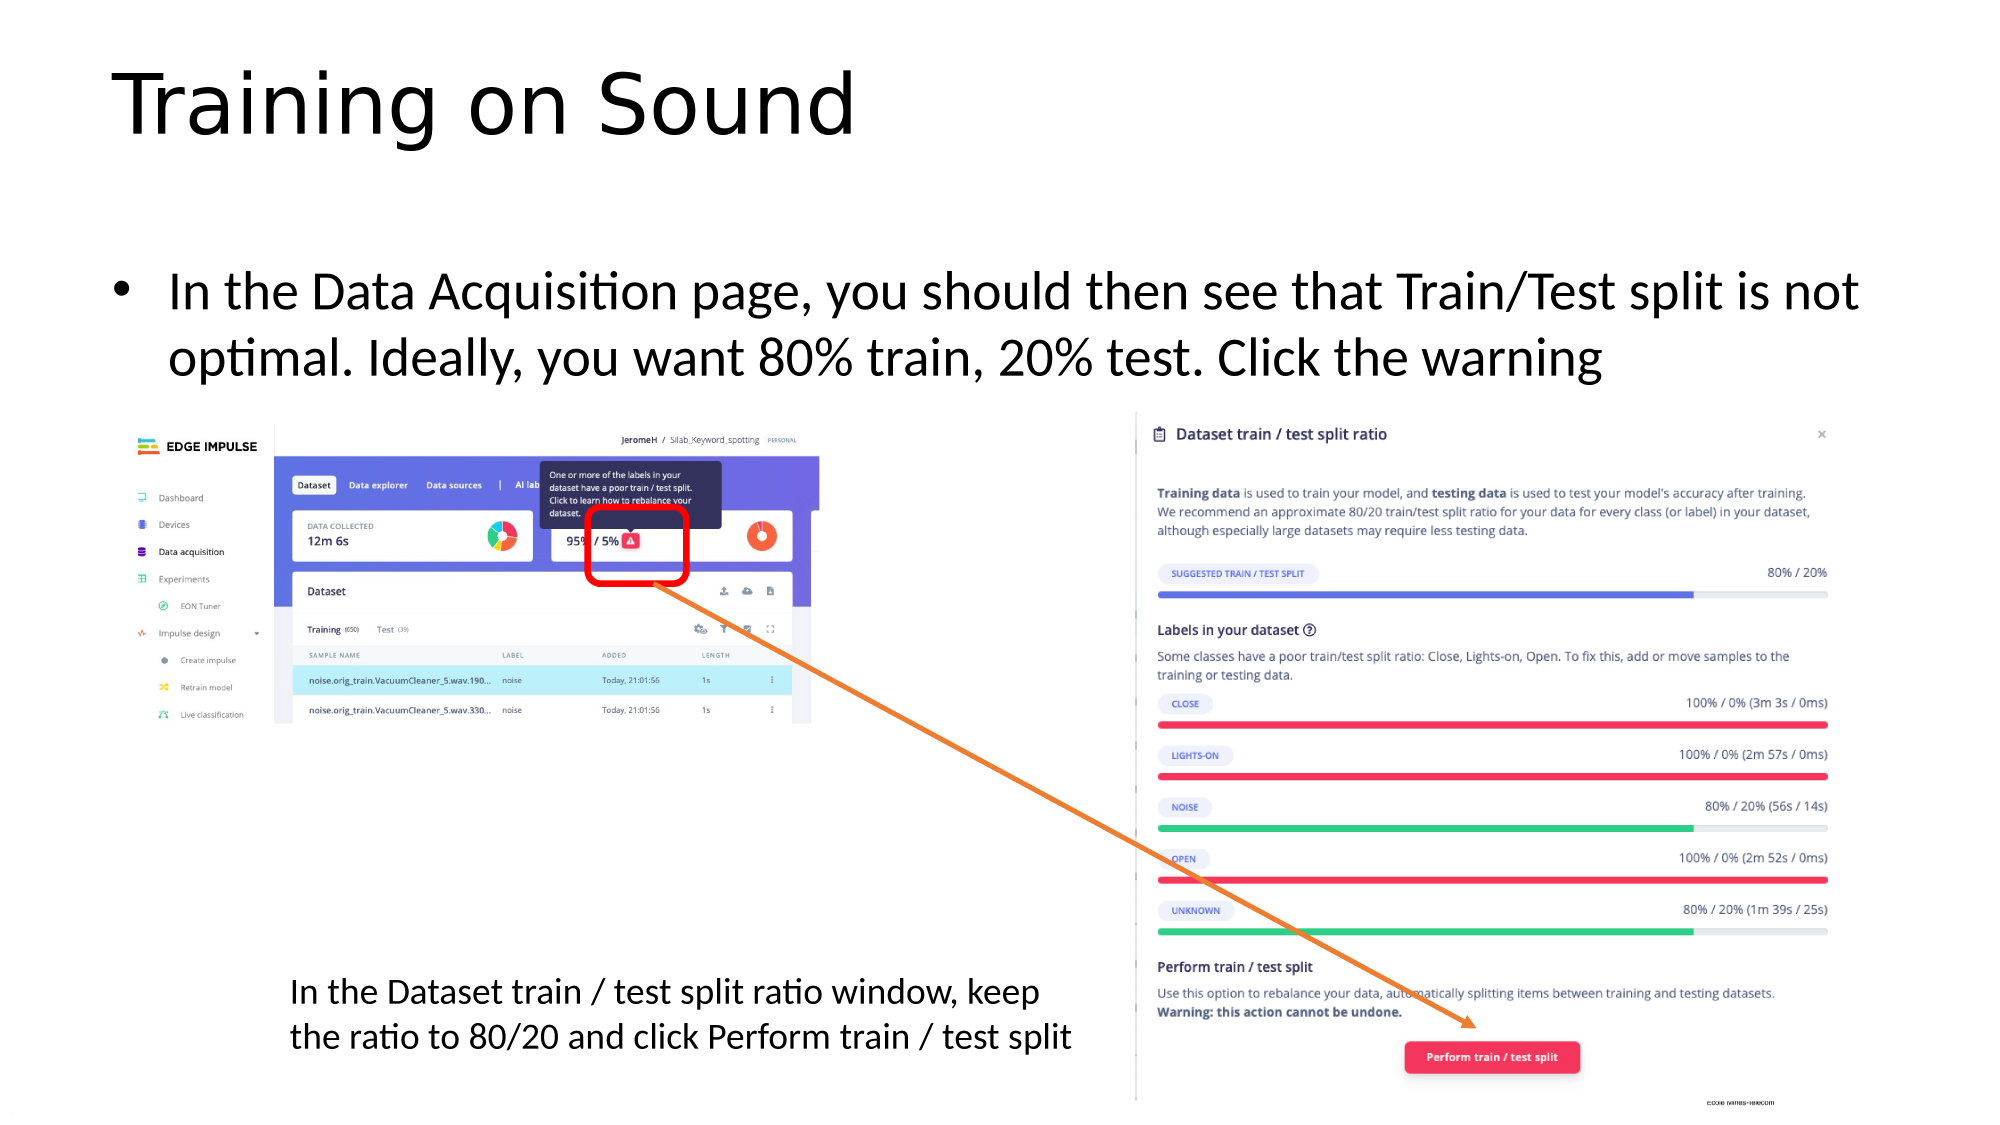 Training on Sound
• In the Data Acquisition page, you should then see that Train/Test split is not
optimal. Ideally, you want 80% train, 20% test. Click the warning
EDGE IMPULSE
Dashboard
Devices
Data acquisition
Experiments
EON Tuner
Impulse design
Create impulse
Retrain model
Live classification
JeromeH / Silab_Keyword_spotting PERSONAL
Dataset Data explorer Data sources | AI lab
One or more of the labels in your
dataset have a poor train / test split.
Click to learn how to rebalance your
dataset.
DATA COLLECTED
12m 6s
95% / 5%
Dataset
Training (650) Test (39)
SAMPLE NAME LABEL ADDED LENGTH
noise.orig_train.VacuumCleaner_5.wav.190... noise Today, 21:01:56 1s
noise.orig_train.VacuumCleaner_5.wav.330... noise Today, 21:01:56 1s
In the Dataset train / test split ratio window, keep
the ratio to 80/20 and click Perform train / test split
Dataset train / test split ratio ×
Training data is used to train your model, and testing data is used to test your model's accuracy after training.
We recommend an approximate 80/20 train/test split ratio for your data for every class (or label) in your dataset,
although especially large datasets may require less testing data.
SUGGESTED TRAIN / TEST SPLIT 80% / 20%
Labels in your dataset ?
Some classes have a poor train/test split ratio: Close, Lights-on, Open. To fix this, add or move samples to the
training or testing data.
CLOSE 100% / 0% (3m 3s / 0ms)
LIGHTS-ON 100% / 0% (2m 57s / 0ms)
NOISE 80% / 20% (56s / 14s)
OPEN 100% / 0% (2m 52s / 0ms)
UNKNOWN 80% / 20% (1m 39s / 25s)
Perform train / test split
Use this option to rebalance your data, automatically splitting items between training and testing datasets.
Warning: this action cannot be undone.
Perform train / test split
École Mines-Télécom